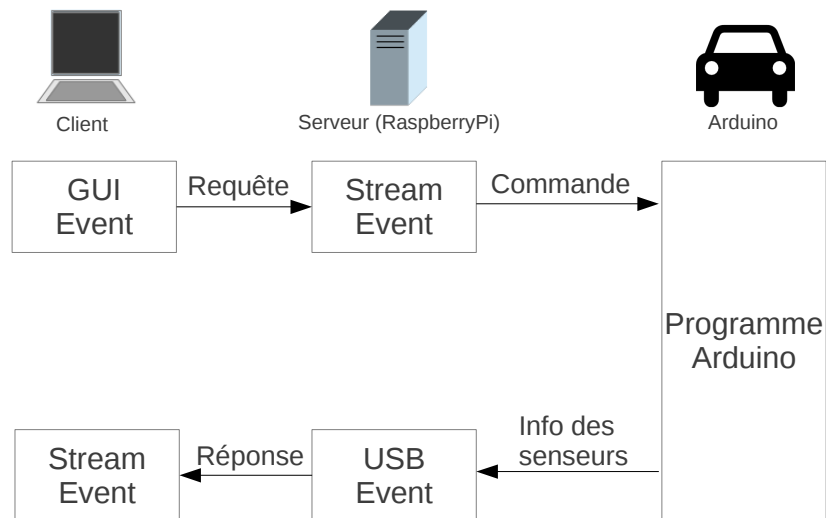 Client
Serveur (RaspberryPi)
Arduino
GUI
Event
Requête
Stream
Event
Commande
Programme
Arduino
Stream
Event
Réponse
USB
Event
Info des
senseurs